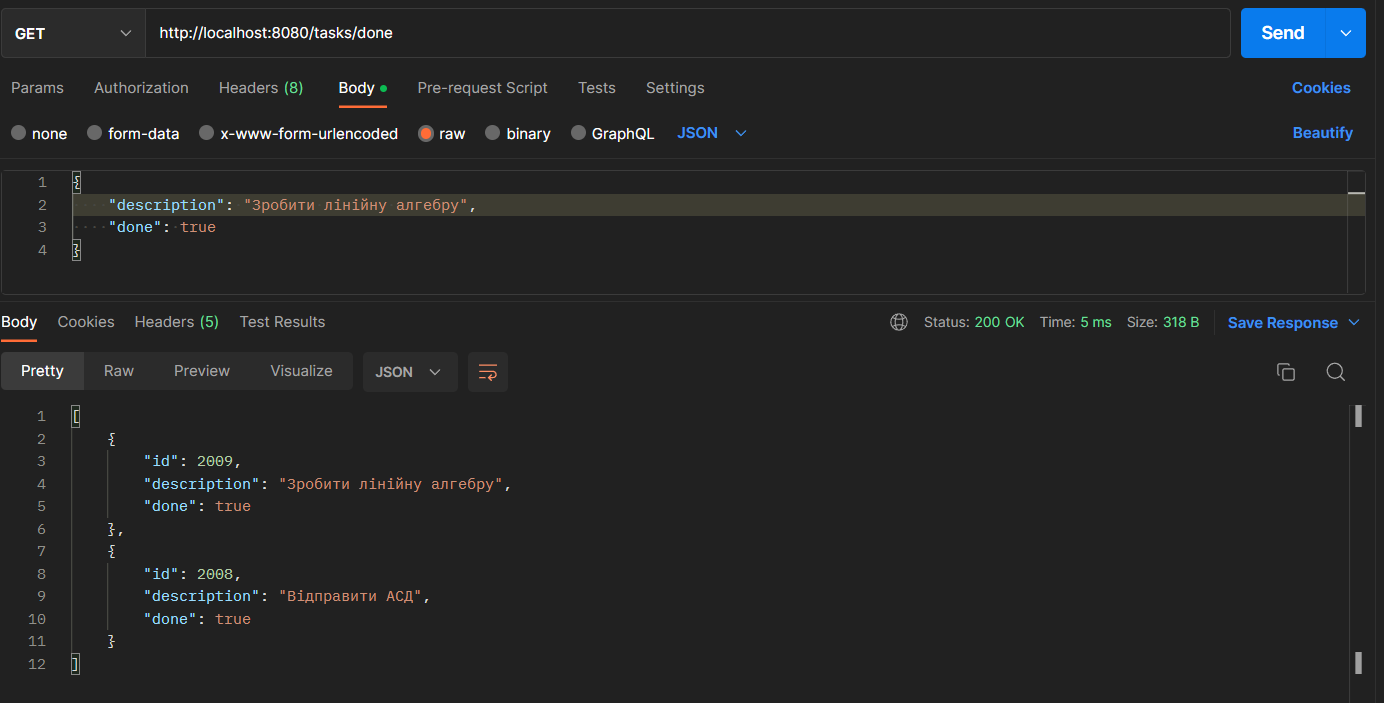 GET http://localhost:8080/tasks/done Send
Params Authorization Headers (8) Body Pre-request Script Tests Settings Cookies
none form-data x-www-form-urlencoded raw binary GraphQL JSON Beautify
1 {
2 "description": "Зробити лінійну алгебру",
3 "done": true
4 }
Body Cookies Headers (5) Test Results Status: 200 OK Time: 5 ms Size: 318 B Save Response
Pretty Raw Preview Visualize JSON
1 [
2 {
3 "id": 2009,
4 "description": "Зробити лінійну алгебру",
5 "done": true
6 },
7 {
8 "id": 2008,
9 "description": "Відправити АСД",
10 "done": true
11 }
12 ]